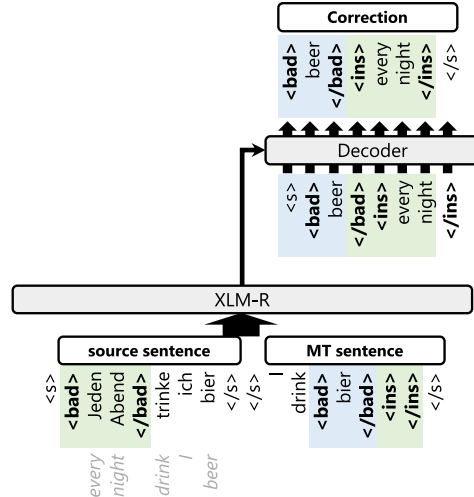 Correction
<bad> beer </bad> <ins> every night </ins> </s>
Decoder
<s> <bad> beer </bad> <ins> every night </ins>
XLM-R
source sentence
MT sentence
<s> <bad> Jeden Abend </bad> trinke ich bier </s>
</s> I drink <bad> bier </bad> <ins> </ins> </s>
every night drink I beer